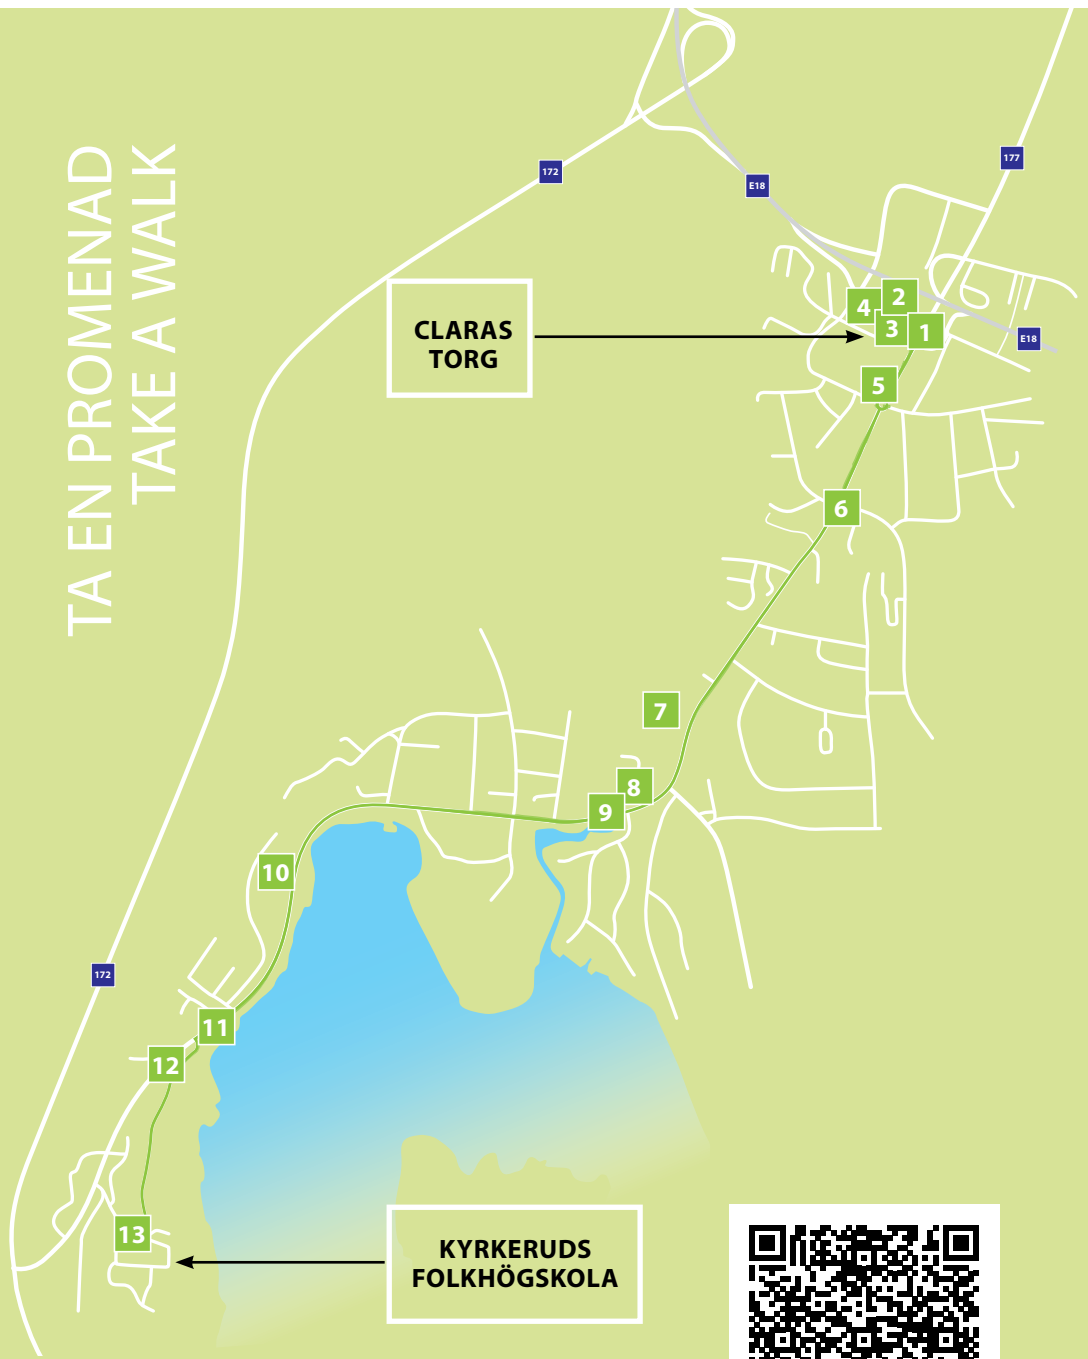 TA EN PROMENAD
TAKE A WALK
172
E18
177
CLARAS
TORG
4
2
3
1
E18
5
6
7
8
9
10
172
11
12
13
KYRKERUDS
FOLKHÖGSKOLA